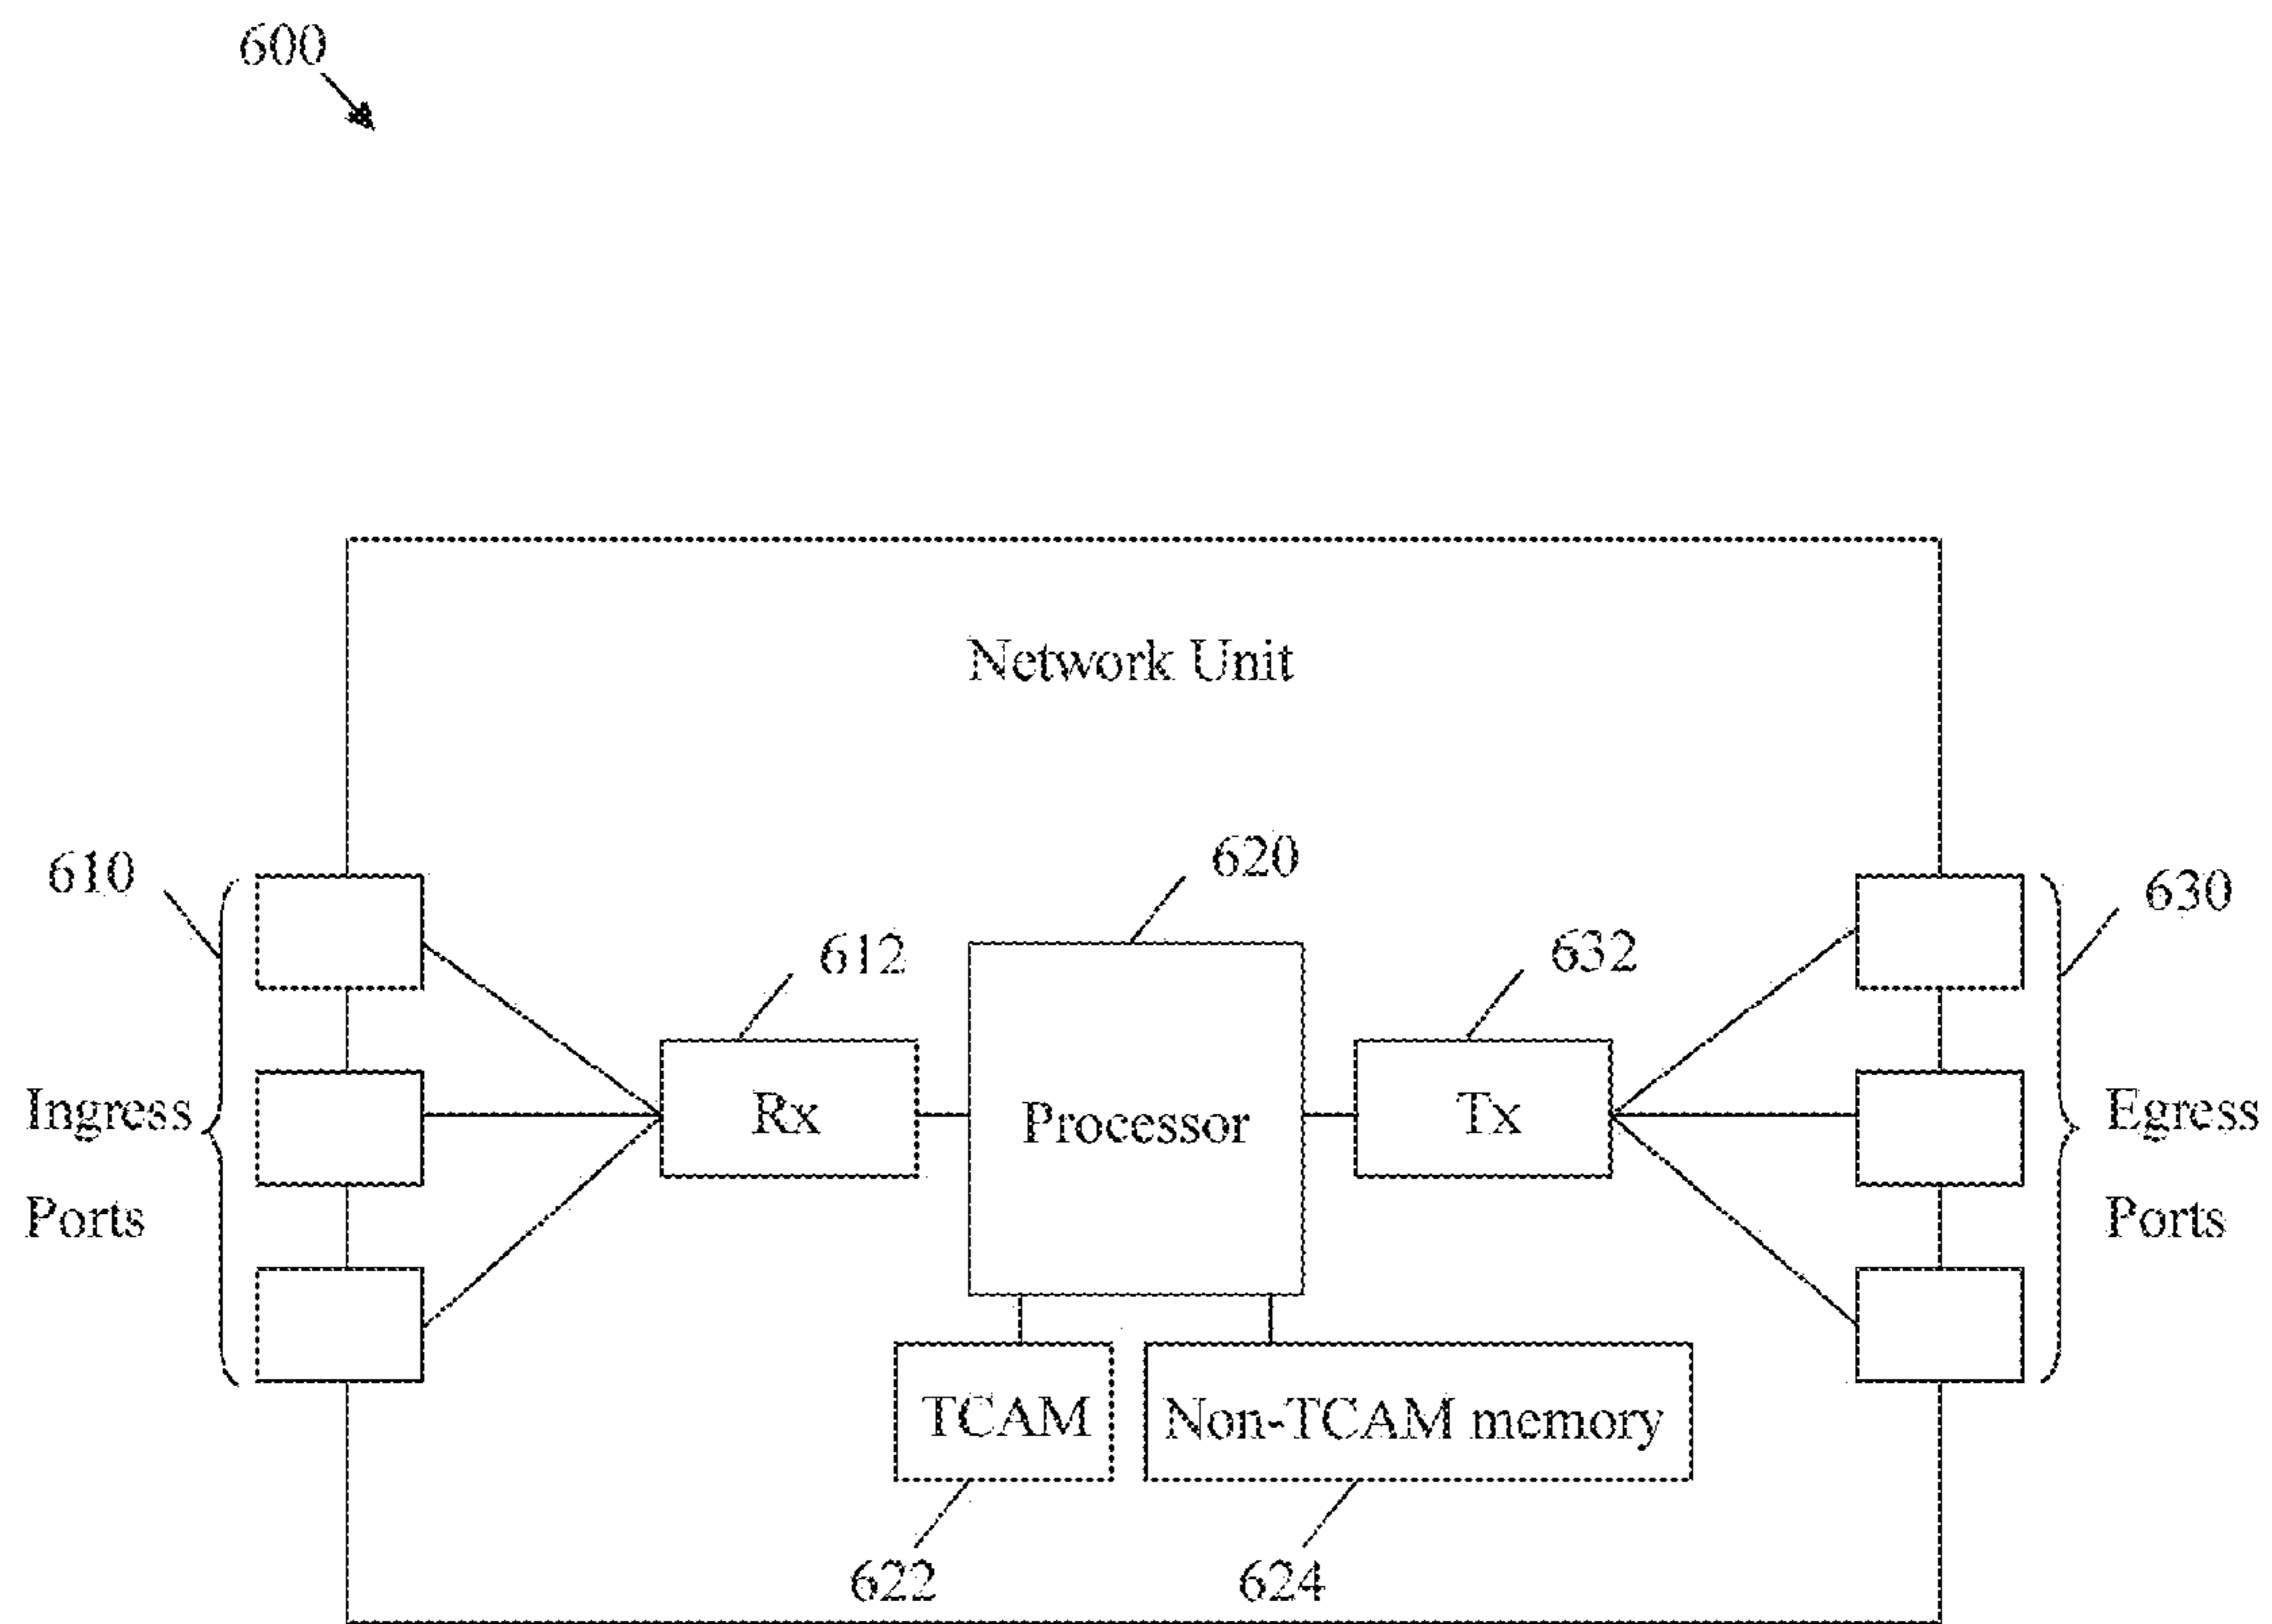 600
Network Unit
610
620
630
612
632
Ingress
Ports
Rx
Processor
Tx
Egress
Ports
TCAM
Non-TCAM memory
622
624